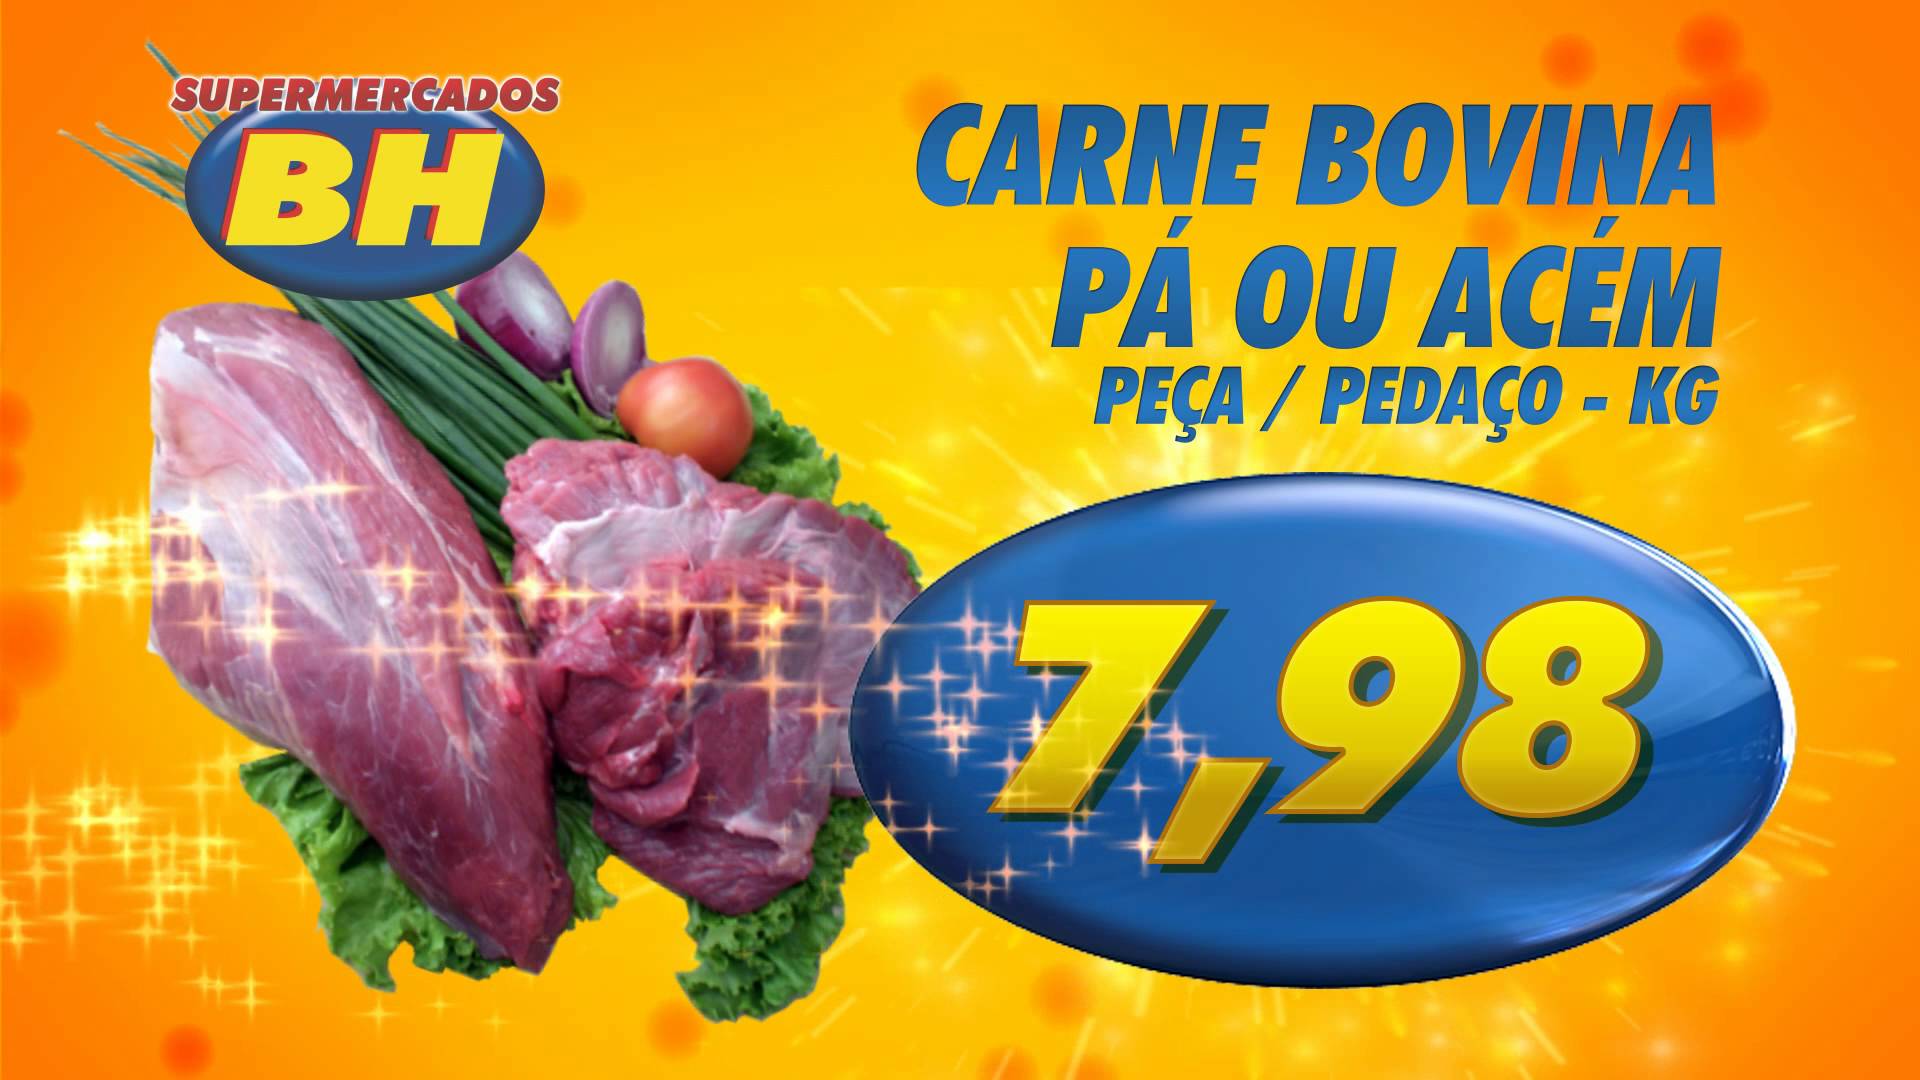 SUPERMERCADOS
BH
CARNE BOVINA
PÁ OU ACÉM
PEÇA / PEDAÇO - KG
7,98